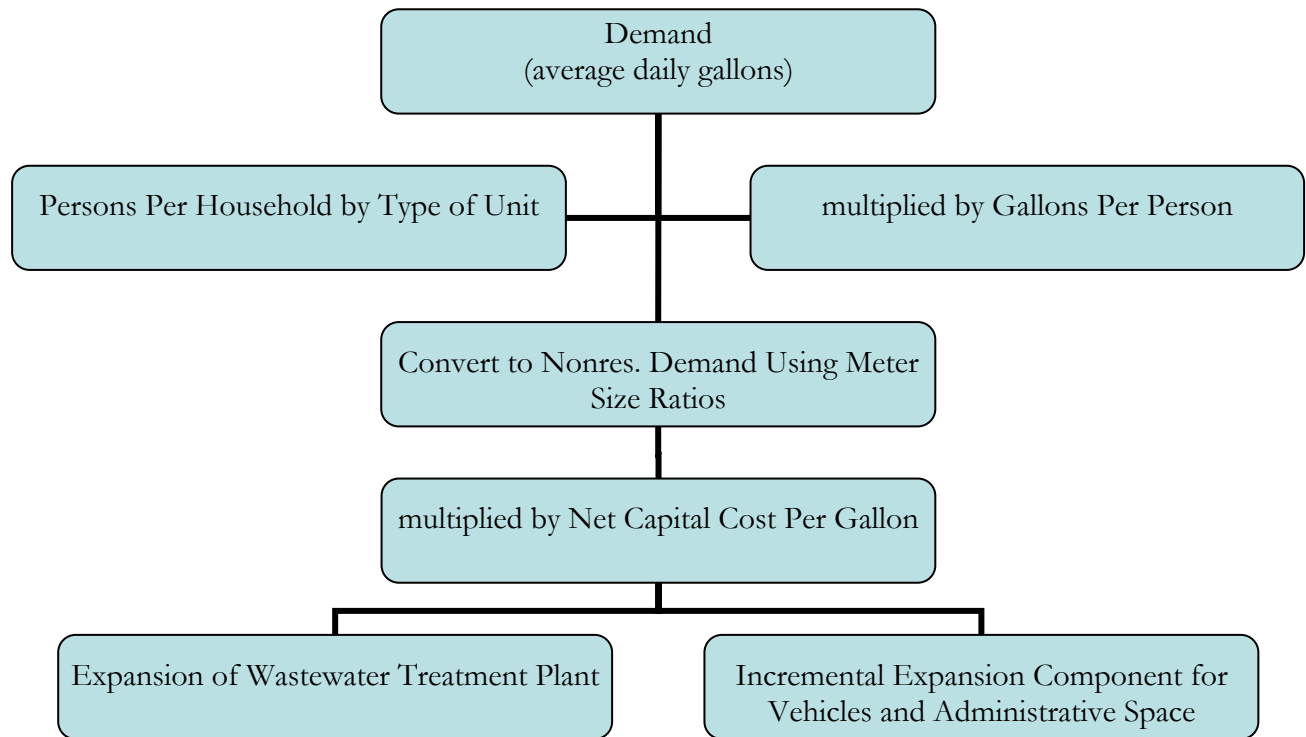 Demand
(average daily gallons)
Persons Per Household by Type of Unit
multiplied by Gallons Per Person
Convert to Nonres. Demand Using Meter
Size Ratios
multiplied by Net Capital Cost Per Gallon
Expansion of Wastewater Treatment Plant
Incremental Expansion Component for
Vehicles and Administrative Space